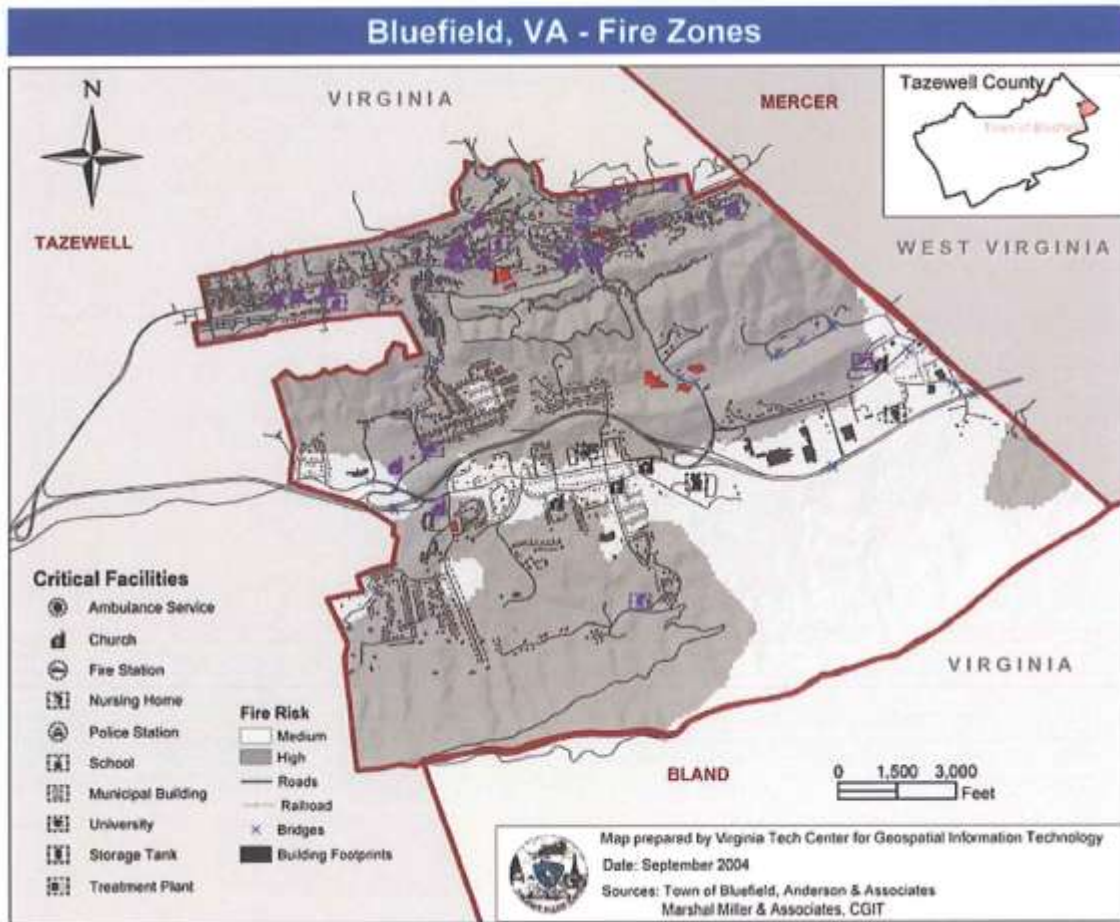 Bluefield, VA - Fire Zones
N
VIRGINIA
MERCER
Tazewell County
Town of Bluefield
TAZEWELL
WEST VIRGINIA
VIRGINIA
BLAND
Critical Facilities
Ambulance Service
Church
Fire Station
Nursing Home
Police Station
School
Municipal Building
University
Storage Tank
Treatment Plant
Fire Risk
Medium
High
Roads
Railroad
Bridges
Building Footprints
0 1,500 3,000
Feet
Map prepared by Virginia Tech Center for Geospatial Information Technology
Date: September 2004
Sources: Town of Bluefield, Anderson & Associates
Marshal Miller & Associates, CGIT